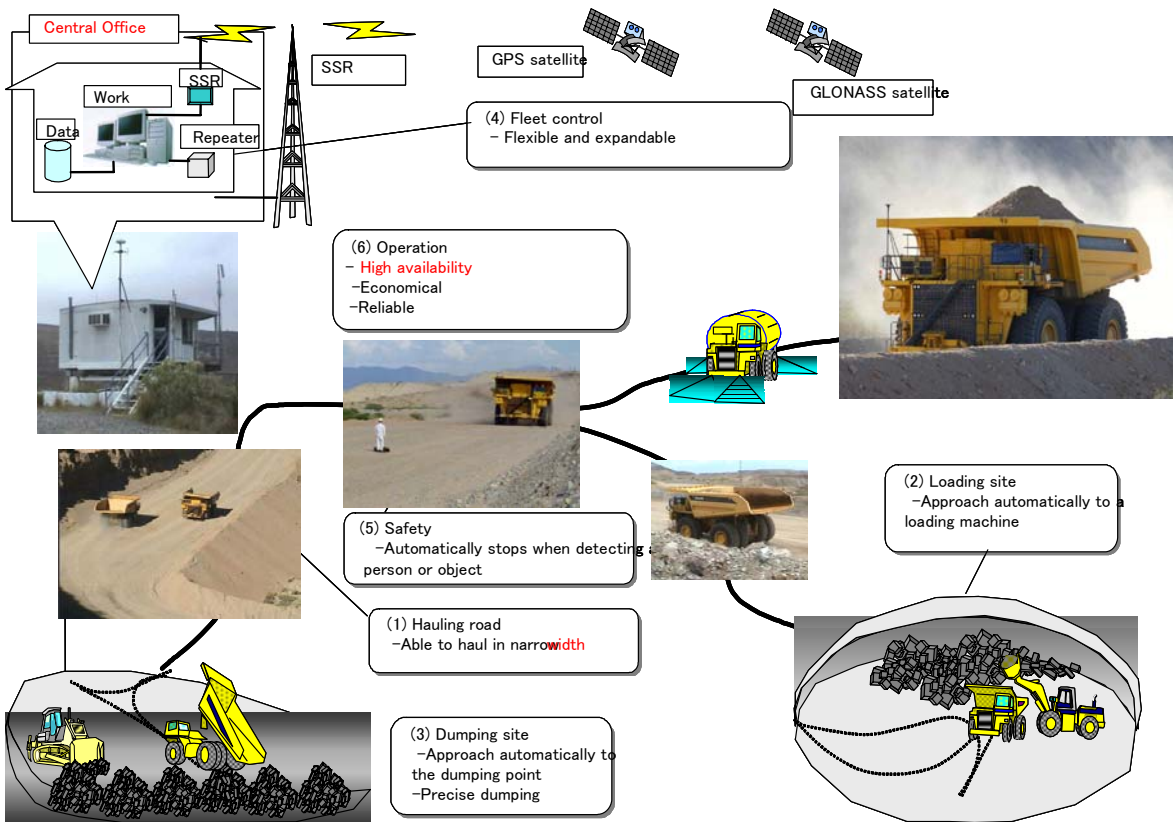 Central Office
SSR
Work
Data
Repeater
SSR
GPS satellite
GLONASS satellite
(4) Fleet control
- Flexible and expandable
(6) Operation
- High availability
-Economical
-Reliable
(5) Safety
-Automatically stops when detecting a
person or object
(2) Loading site
-Approach automatically to a
loading machine
(1) Hauling road
-Able to haul in narrow width
(3) Dumping site
-Approach automatically to
the dumping point
-Precise dumping